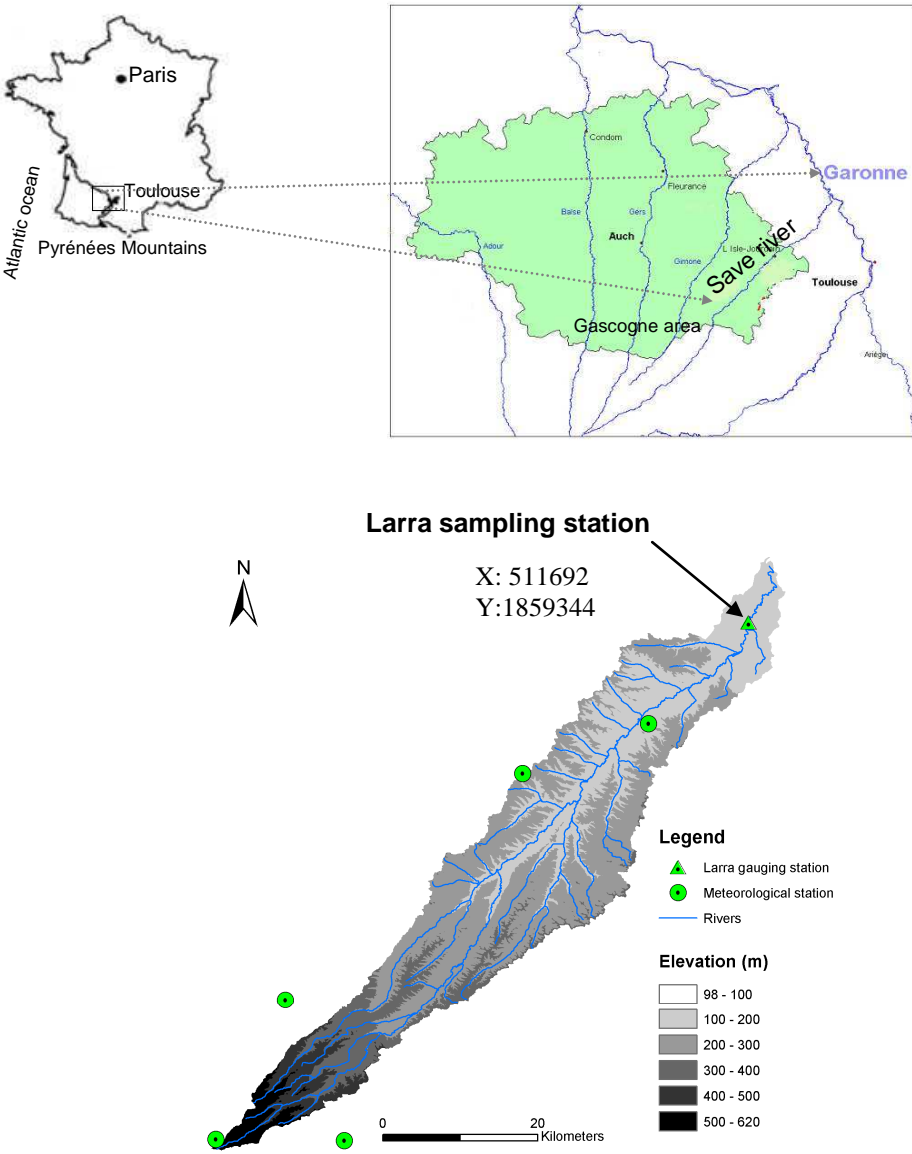 Paris
Toulouse
Atlantic ocean
Pyrénées Mountains
Condom
Garonne
Fleurance
Baïse
Gers
Auch
Adour
Gimone
L Isle-Jourdain
Save river
Toulouse
Gascogne area
Ariége
Larra sampling station
N
X: 511692
Y:1859344
Legend
Larra gauging station
Meteorological station
Rivers
Elevation (m)
98 - 100
100 - 200
200 - 300
300 - 400
400 - 500
500 - 620
0 20
Kilometers